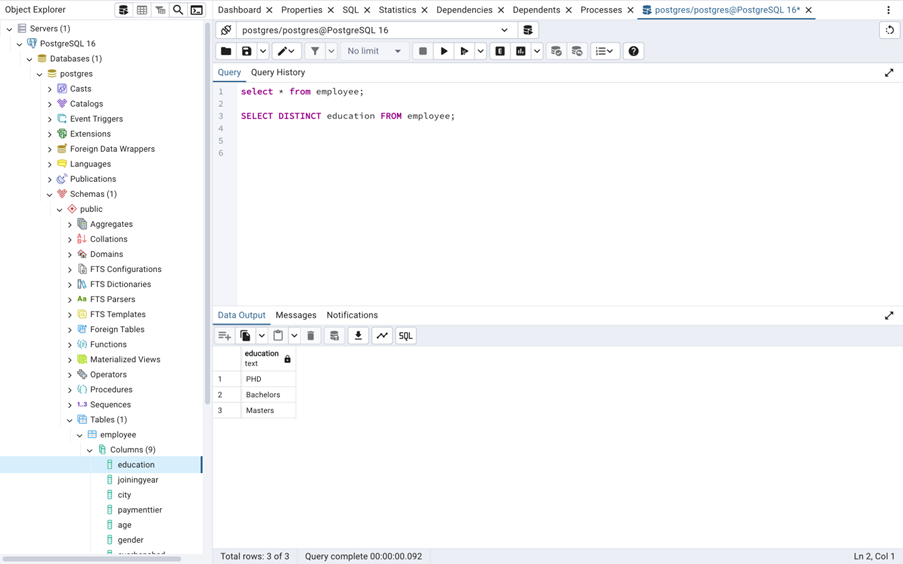 Object Explorer
Servers (1)
PostgreSQL 16
Databases (1)
postgres
Casts
Catalogs
Event Triggers
Extensions
Foreign Data Wrappers
Languages
Publications
Schemas (1)
public
Aggregates
Collations
Domains
FTS Configurations
FTS Dictionaries
FTS Parsers
FTS Templates
Foreign Tables
Functions
Materialized Views
Operators
Procedures
1..3 Sequences
Tables (1)
employee
Columns (9)
education
joiningyear
city
paymenttier
age
gender
Dashboard Properties SQL Statistics Dependencies Dependents Processes postgres/postgres@PostgreSQL 16*
postgres/postgres@PostgreSQL 16
No limit E
Query Query History
1 select * from employee;
2
3 SELECT DISTINCT education FROM employee;
4
5
6
Data Output Messages Notifications
SQL
education
text
1 PHD
2 Bachelors
3 Masters
Total rows: 3 of 3 Query complete 00:00:00.092 Ln 2, Col 1